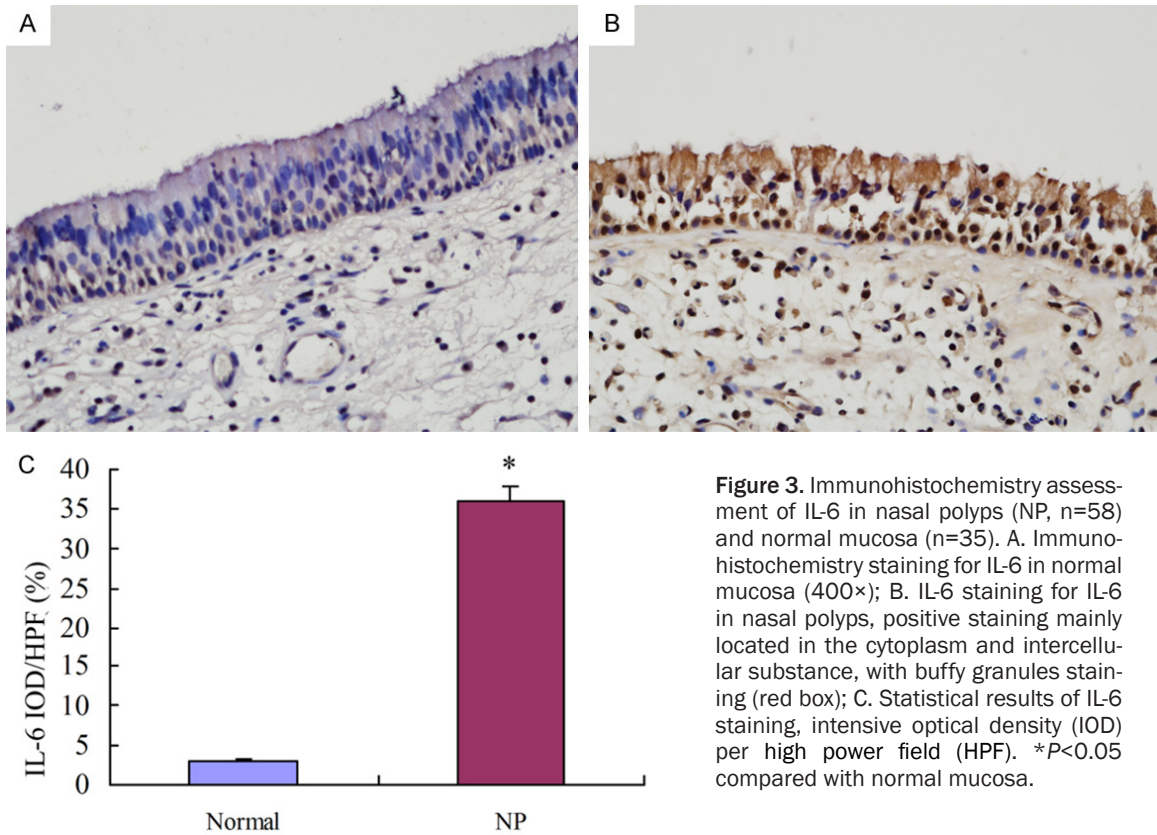 A
B
C
IL-6 IOD/HPF (%)
40
35
30
25
20
15
10
5
0
*
Normal
NP
Figure 3. Immunohistochemistry assess-
ment of IL-6 in nasal polyps (NP, n=58)
and normal mucosa (n=35). A. Immuno-
histochemistry staining for IL-6 in normal
mucosa (400×); B. IL-6 staining for IL-6
in nasal polyps, positive staining mainly
located in the cytoplasm and intercellu-
lar substance, with buffy granules stain-
ing (red box); C. Statistical results of IL-6
staining, intensive optical density (IOD)
per high power field (HPF). *P<0.05
compared with normal mucosa.